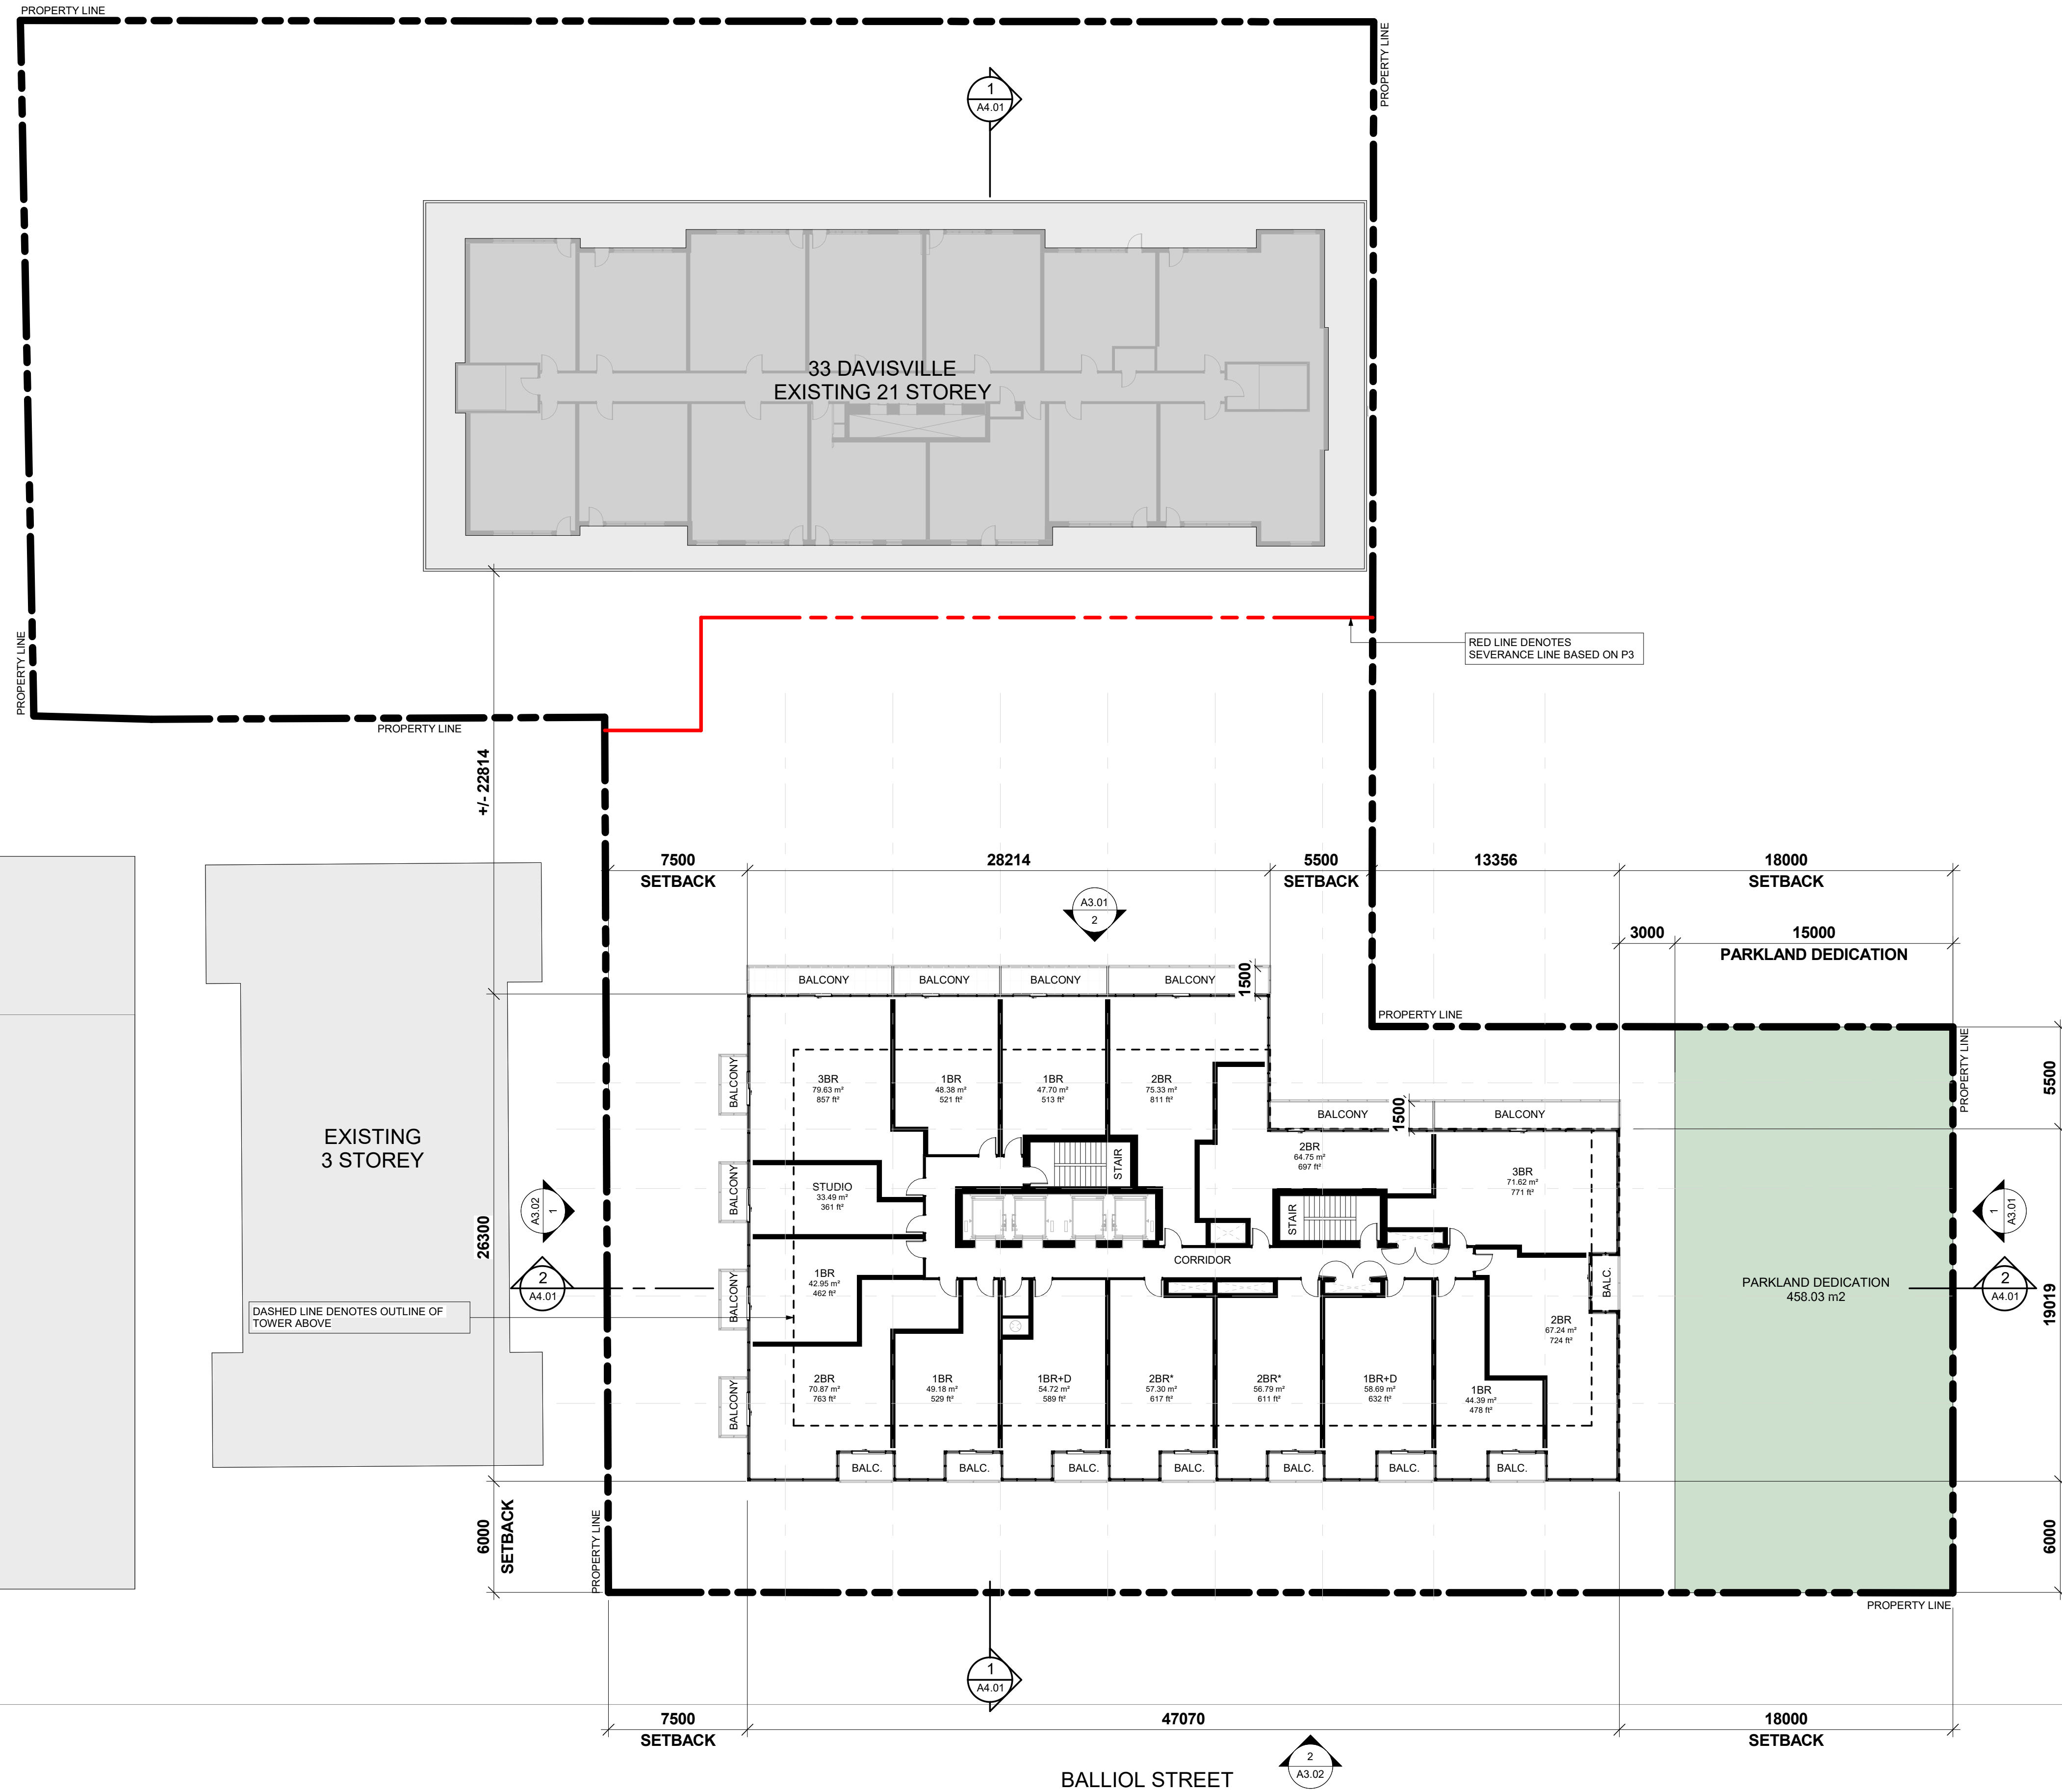 PROPERTY LINE
PROPERTY LINE
1
A4.01
33 DAVISVILLE
EXISTING 21 STOREY
RED LINE DENOTES
SEVERANCE LINE BASED ON P3
PROPERTY LINE
PROPERTY LINE
+/- 22814
7500
SETBACK
28214
5500
SETBACK
13356
18000
SETBACK
A3.01
2
3000
15000
PARKLAND DEDICATION
BALCONY
BALCONY
BALCONY
BALCONY
1500
PROPERTY LINE
PROPERTY LINE
5500
BALCONY
3BR
79.63 m²
857 ft²
1BR
48.38 m²
521 ft²
1BR
47.70 m²
513 ft²
2BR
75.33 m²
811 ft²
BALCONY
1500
BALCONY
EXISTING
3 STOREY
2BR
64.75 m²
697 ft²
3BR
71.62 m²
771 ft²
STAIR
BALCONY
STUDIO
33.49 m²
361 ft²
STAIR
A3.02
1
1
A3.01
26300
CORRIDOR
2
A4.01
BALCONY
1BR
42.95 m²
462 ft²
BALC.
PARKLAND DEDICATION
458.03 m2
2
A4.01
19019
DASHED LINE DENOTES OUTLINE OF
TOWER ABOVE
2BR
67.24 m²
724 ft²
BALCONY
2BR
70.87 m²
763 ft²
1BR
49.18 m²
529 ft²
1BR+D
54.72 m²
589 ft²
2BR*
57.30 m²
617 ft²
2BR*
56.79 m²
611 ft²
1BR+D
58.69 m²
632 ft²
1BR
44.39 m²
478 ft²
BALC.
BALC.
BALC.
BALC.
BALC.
BALC.
BALC.
6000
SETBACK
PROPERTY LINE
6000
PROPERTY LINE
1
A4.01
7500
SETBACK
47070
18000
SETBACK
2
A3.02
BALLIOL STREET